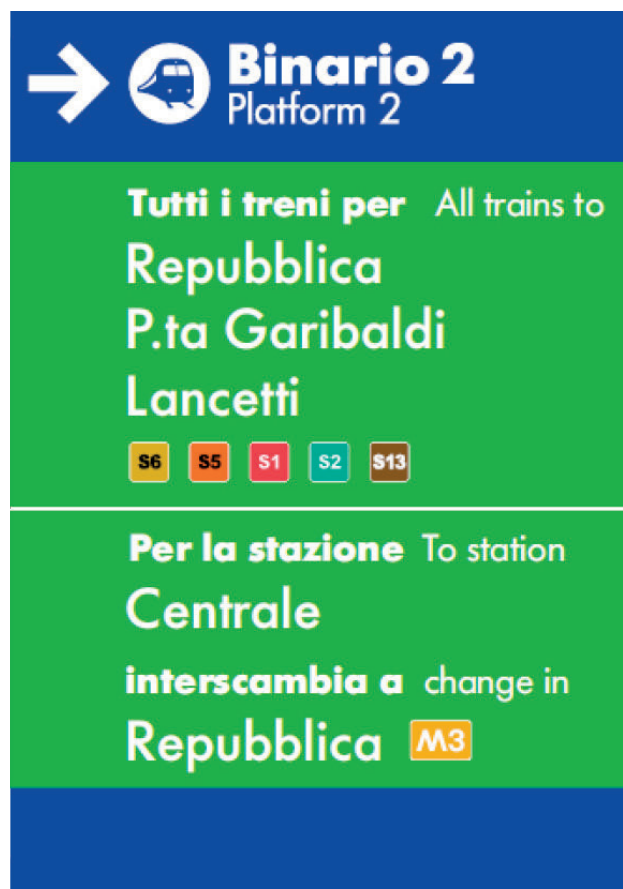 Binario 2
Platform 2
Tutti i treni per All trains to
Repubblica
P.ta Garibaldi
Lancetti
S6 S5 S1 S2 S13
Per la stazione To station
Centrale
interscambia a change in
Repubblica M3